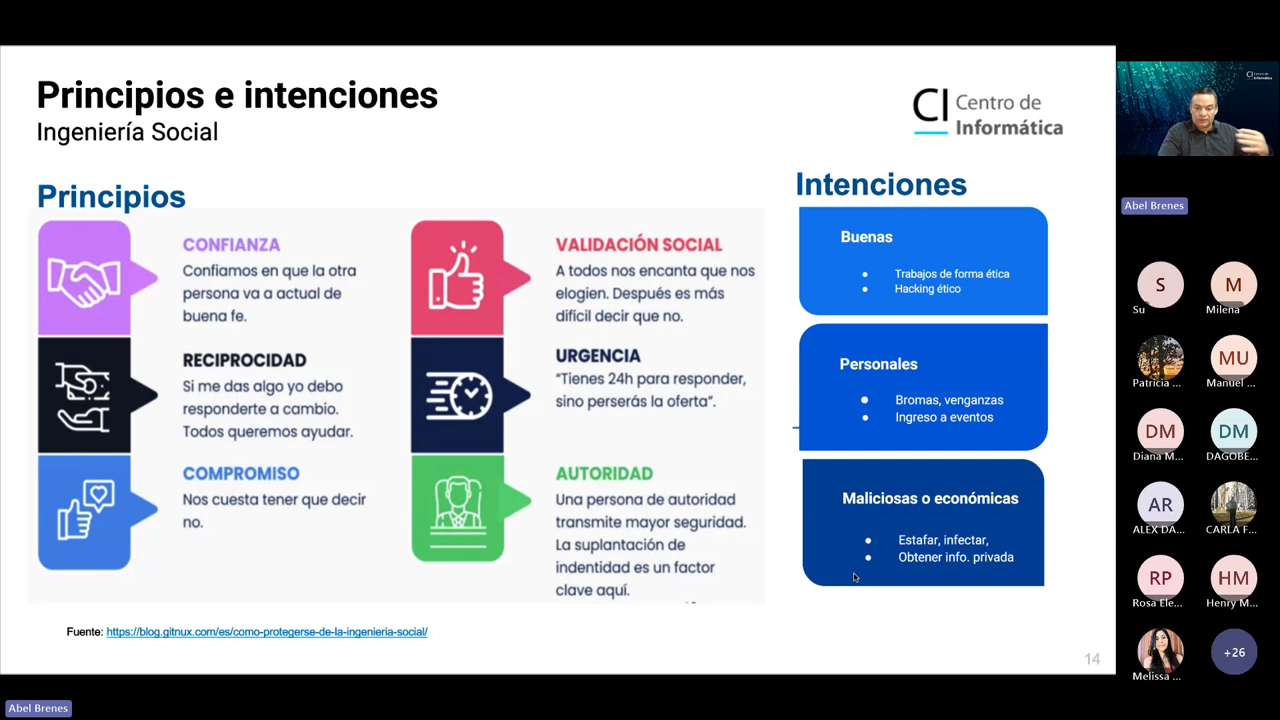 Principios e intenciones
Ingeniería Social
CI Centro de
Informática
Principios
CONFIANZA
Confiamos en que la otra
persona va a actual de
buena fe.
RECIPROCIDAD
Si me das algo yo debo
responderte a cambio.
Todos queremos ayudar.
COMPROMISO
Nos cuesta tener que decir
no.
VALIDACIÓN SOCIAL
A todos nos encanta que nos
elogien. Después es más
difícil decir que no.
URGENCIA
“Tienes 24h para responder,
sino perserás la oferta”.
AUTORIDAD
Una persona de autoridad
transmite mayor seguridad.
La suplantación de
indentidad es un factor
clave aquí.
Intenciones
Buenas
● Trabajos de forma ética
● Hacking ético
Personales
● Bromas, venganzas
● Ingreso a eventos
Maliciosas o económicas
● Estafar, infectar,
● Obtener info. privada
Fuente: https://blog.gitnux.com/es/como-protegerse-de-la-ingenieria-social/
14
CI Centro de
Informática
Abel Brenes
S
Su
M
Milena
Patricia ...
MU
Manuel ...
DM
Diana M...
DM
DAGOBE...
AR
ALEX DA...
CARLA F...
RP
Rosa Ele...
HM
Henry M...
Melissa ...
+26
Abel Brenes